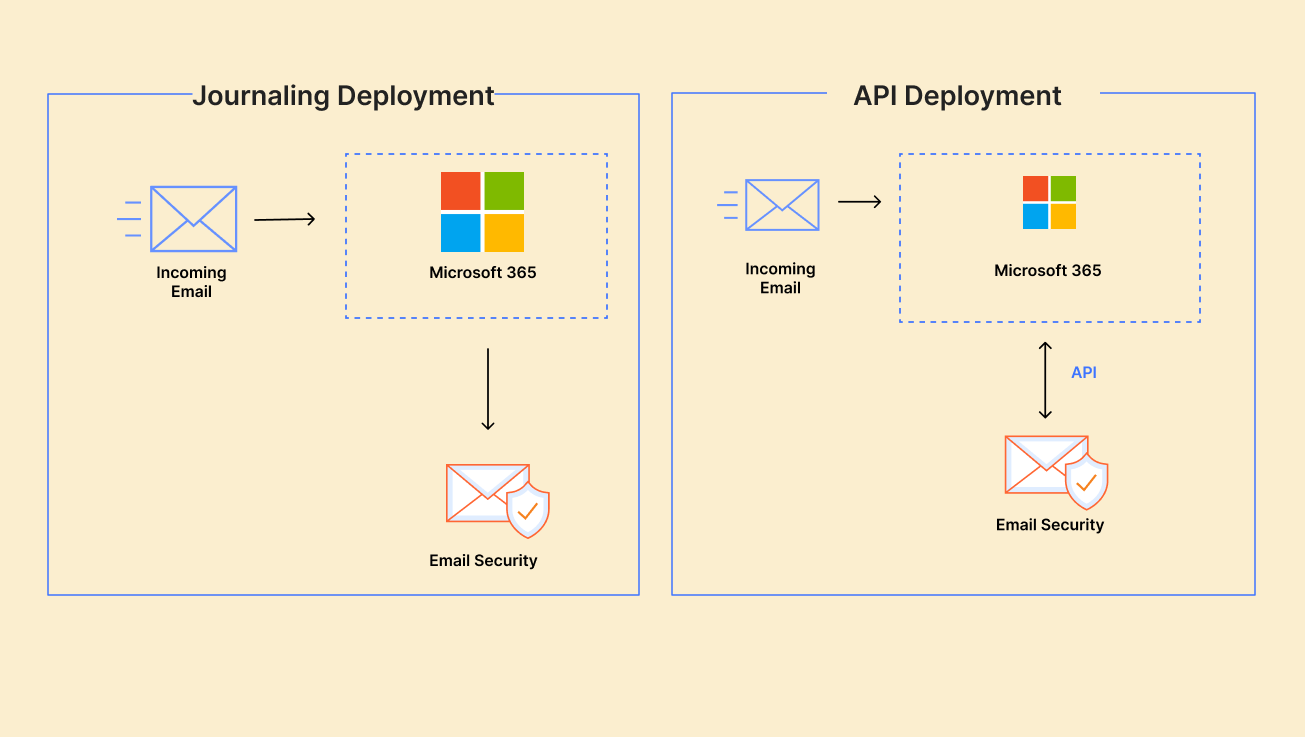 Journaling Deployment
Incoming
Email
Microsoft 365
Email Security
API Deployment
Incoming
Email
Microsoft 365
API
Email Security